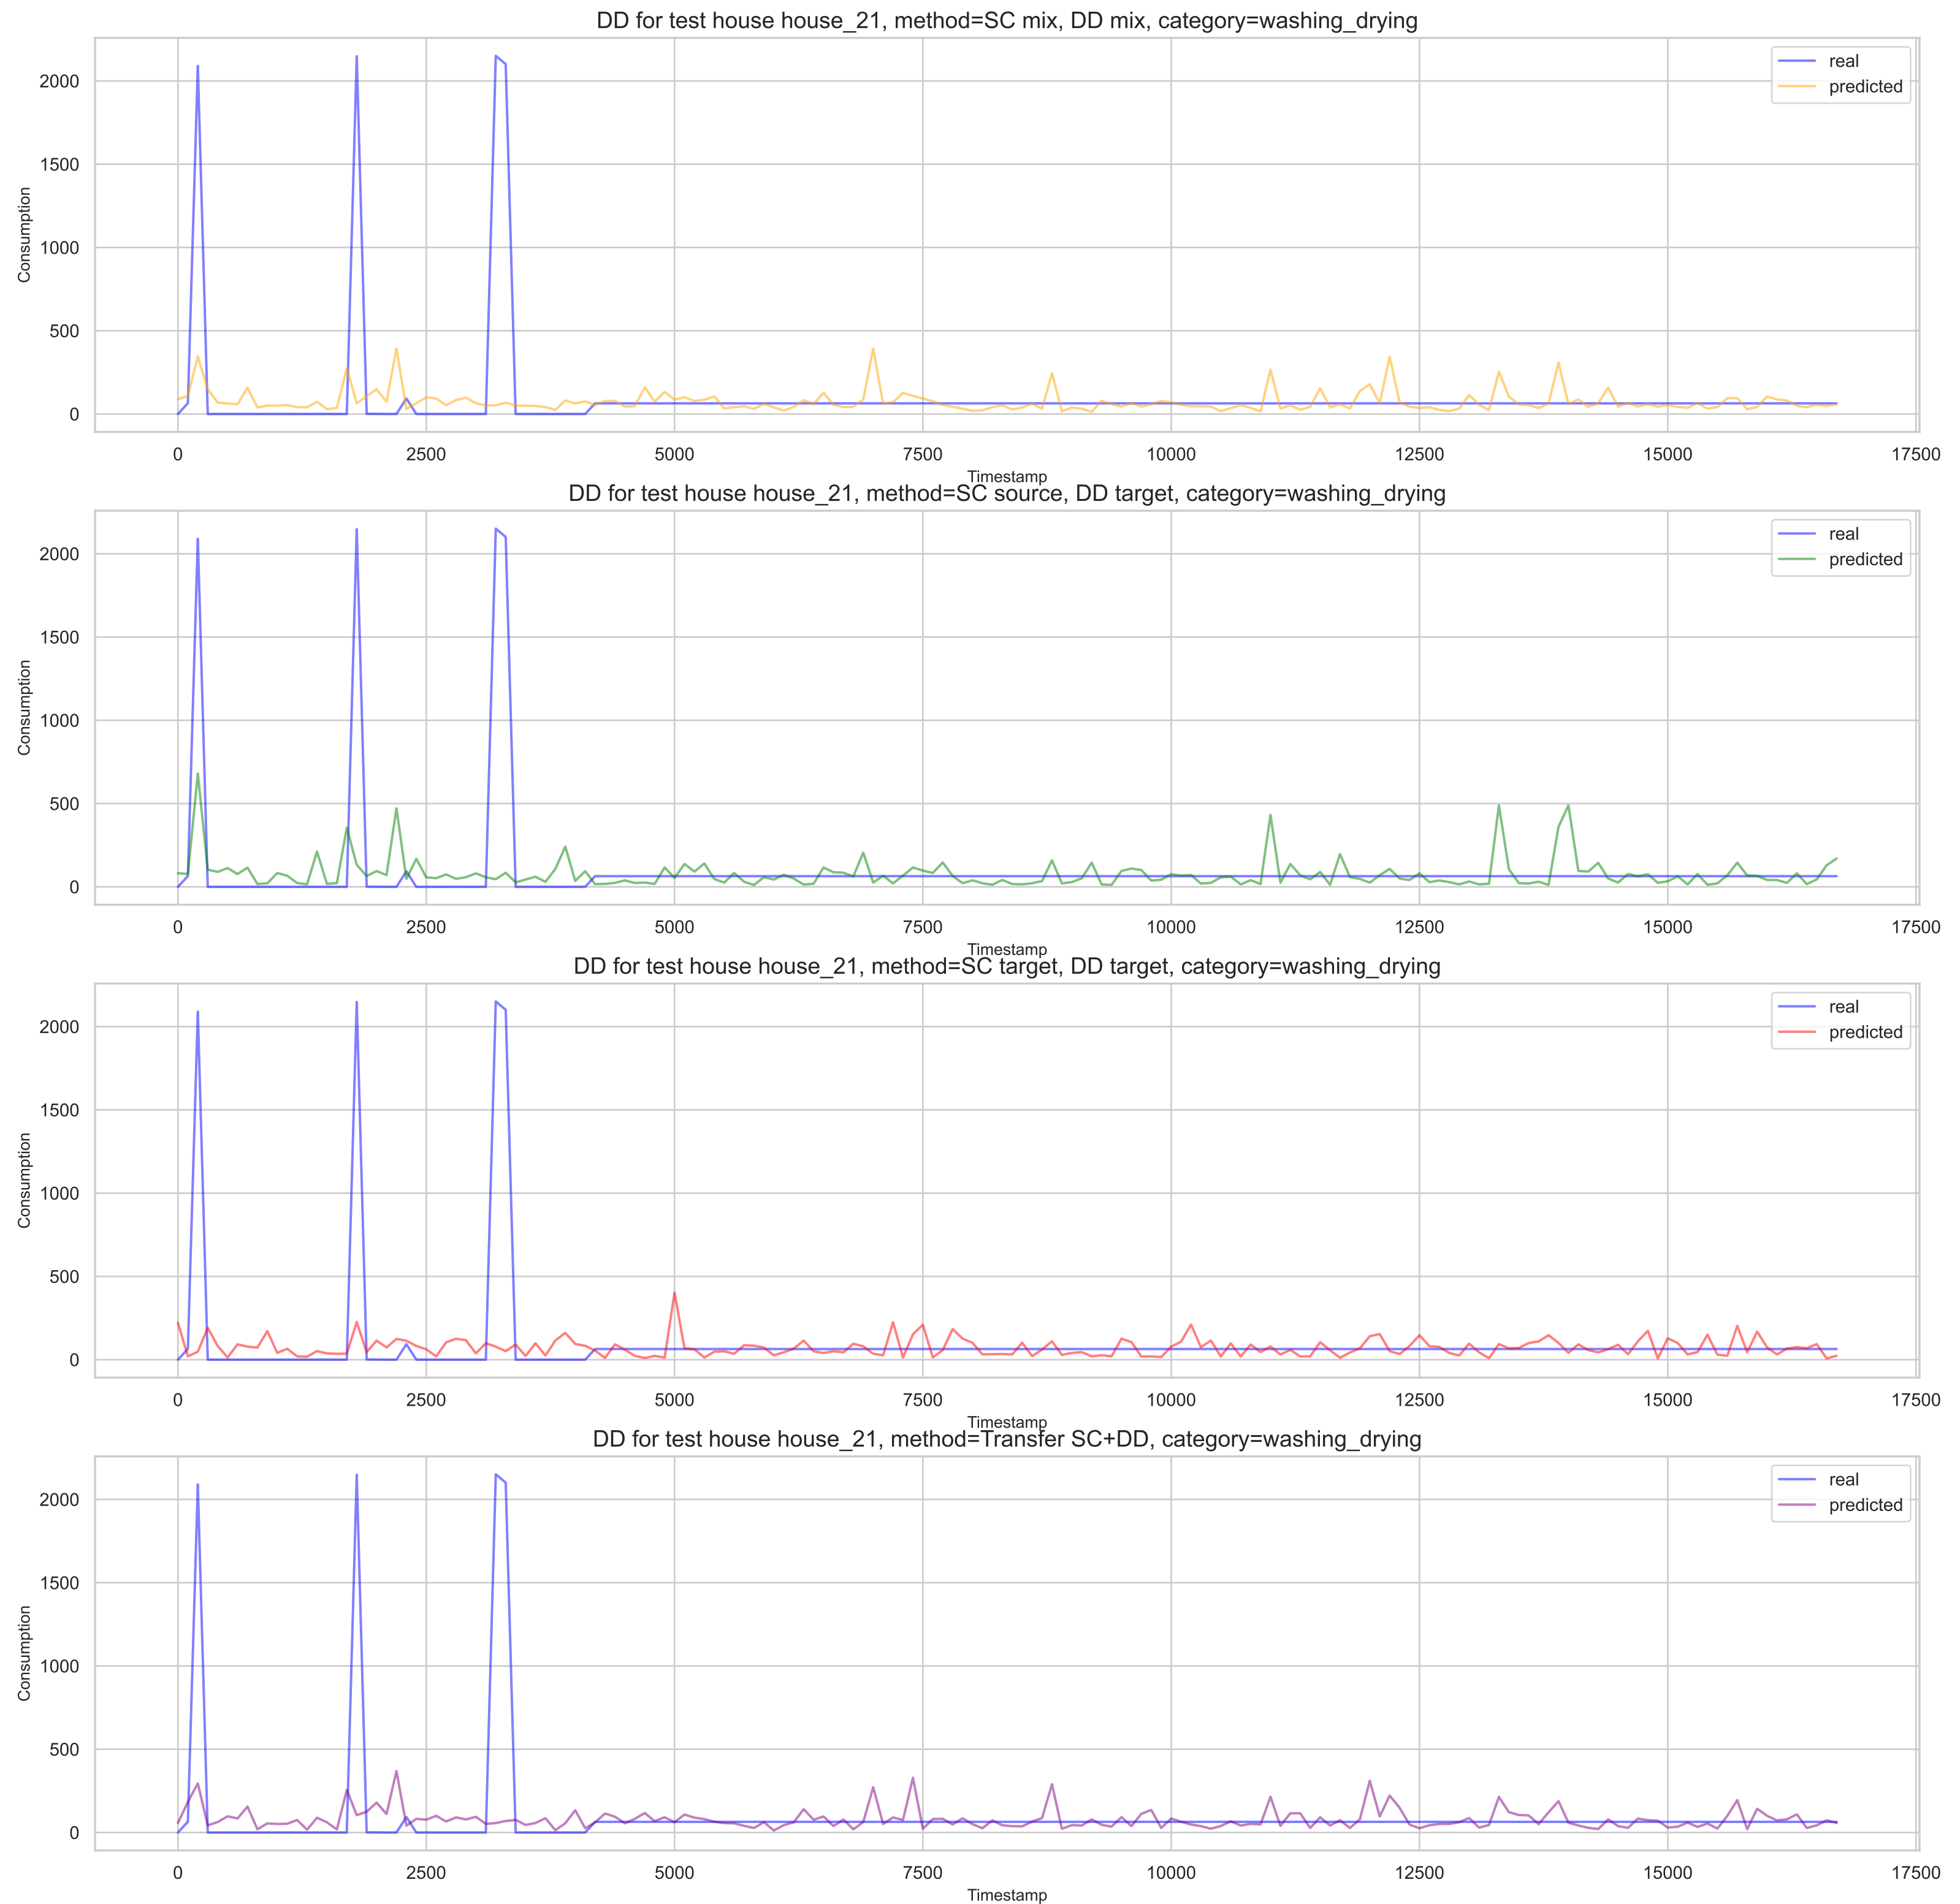 DD for test house house_21, method=SC mix, DD mix, category=washing_drying
real
predicted
2000
1500
1000
500
0
Consumption
0 2500 5000 7500 10000 12500 15000 17500
Timestamp
DD for test house house_21, method=SC source, DD target, category=washing_drying
real
predicted
2000
1500
1000
500
0
Consumption
0 2500 5000 7500 10000 12500 15000 17500
Timestamp
DD for test house house_21, method=SC target, DD target, category=washing_drying
real
predicted
2000
1500
1000
500
0
Consumption
0 2500 5000 7500 10000 12500 15000 17500
Timestamp
DD for test house house_21, method=Transfer SC+DD, category=washing_drying
real
predicted
2000
1500
1000
500
0
Consumption
0 2500 5000 7500 10000 12500 15000 17500
Timestamp